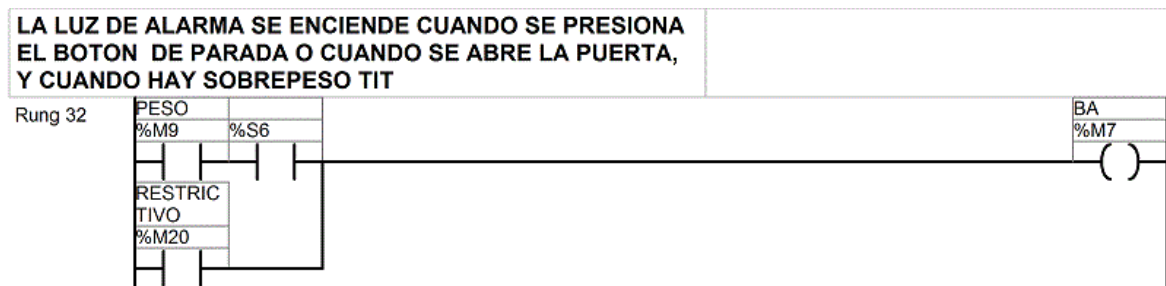 LA LUZ DE ALARMA SE ENCIENDE CUANDO SE PRESIONA
EL BOTON DE PARADA O CUANDO SE ABRE LA PUERTA,
Y CUANDO HAY SOBREPESO TIT
Rung 32
PESO
%M9
%S6
BA
%M7
RESTRIC
TIVO
%M20